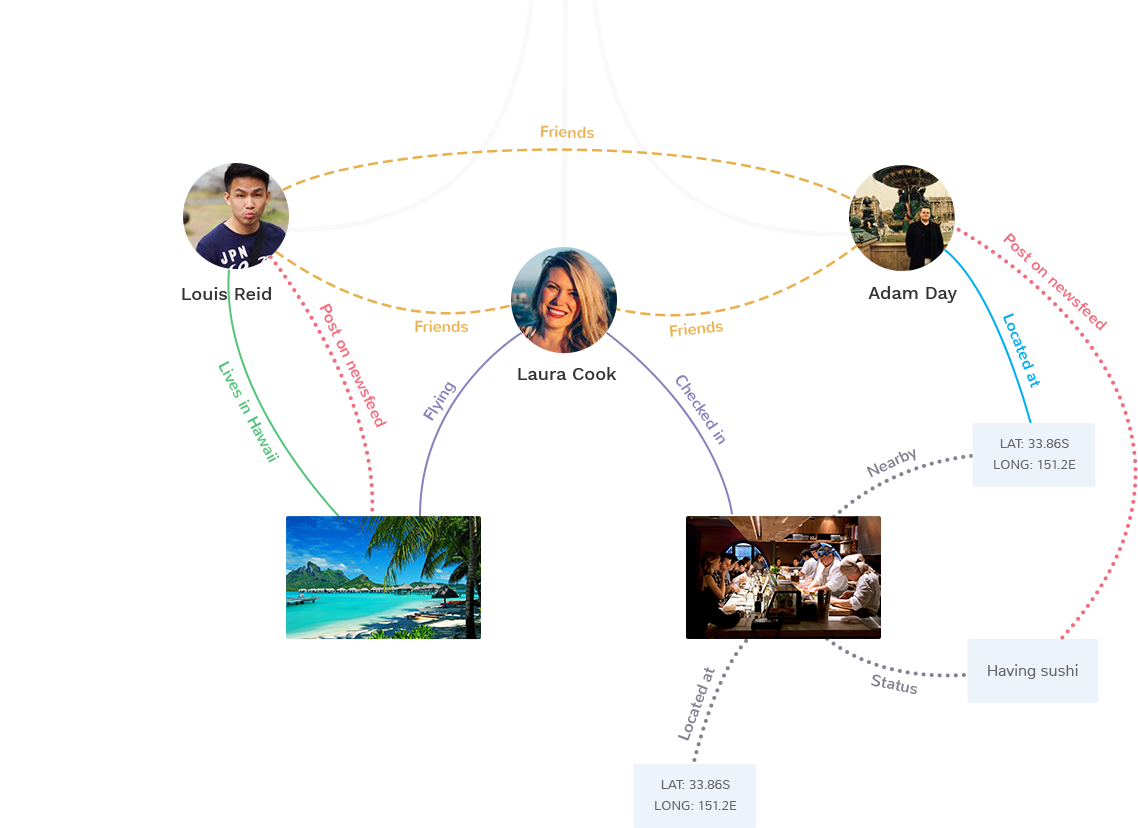 Friends
JPN
Louis Reid
Adam Day
Post on newsfeed
Friends
Friends
Located at
Post on newsfeed
Laura Cook
Lives in Hawaii
Flying
Checked in
LAT: 33.86S
LONG: 151.2E
Nearby
Having sushi
Status
Located at
LAT: 33.86S
LONG: 151.2E